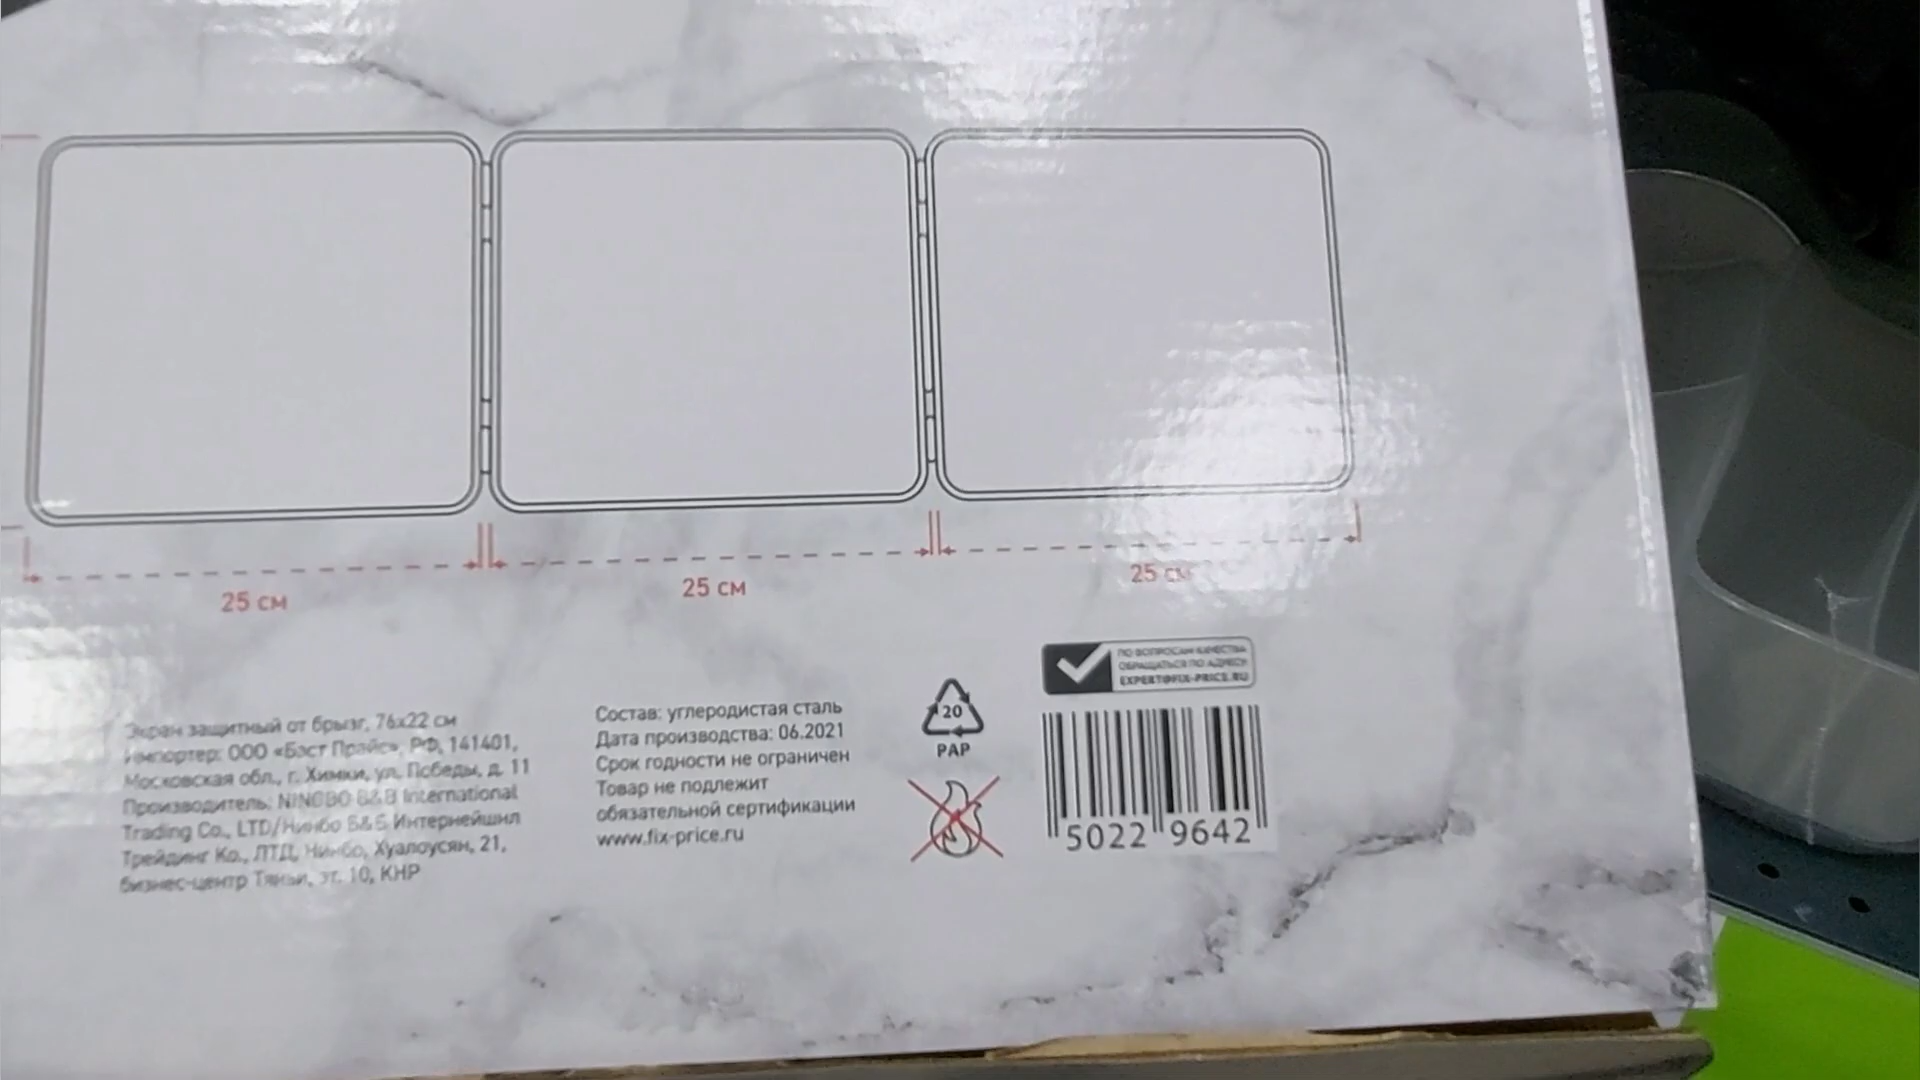 25 см
25 см
25 см
Экран защитный от брызг, 76x22 см
Импортер: ООО «Бэст Прайс», РФ, 141401,
Московская обл., г. Химки, ул. Победы, д. 11
Производитель: NINGBO B&B International
Trading Co., LTD/Нинбо Б&Б Интернейшнл
Трейдинг Ко., ЛТД, Нинбо, Хуалоусян, 21,
бизнес-центр Тяньи, эт. 10, КНР
Состав: углеродистая сталь
Дата производства: 06.2021
Срок годности не ограничен
Товар не подлежит
обязательной сертификации
www.fix-price.ru
20
PAP
ПО ВОПРОСАМ КАЧЕСТВА
ОБРАЩАТЬСЯ ПО АДРЕСУ:
EXPERT@FIX-PRICE.RU
5022 9642